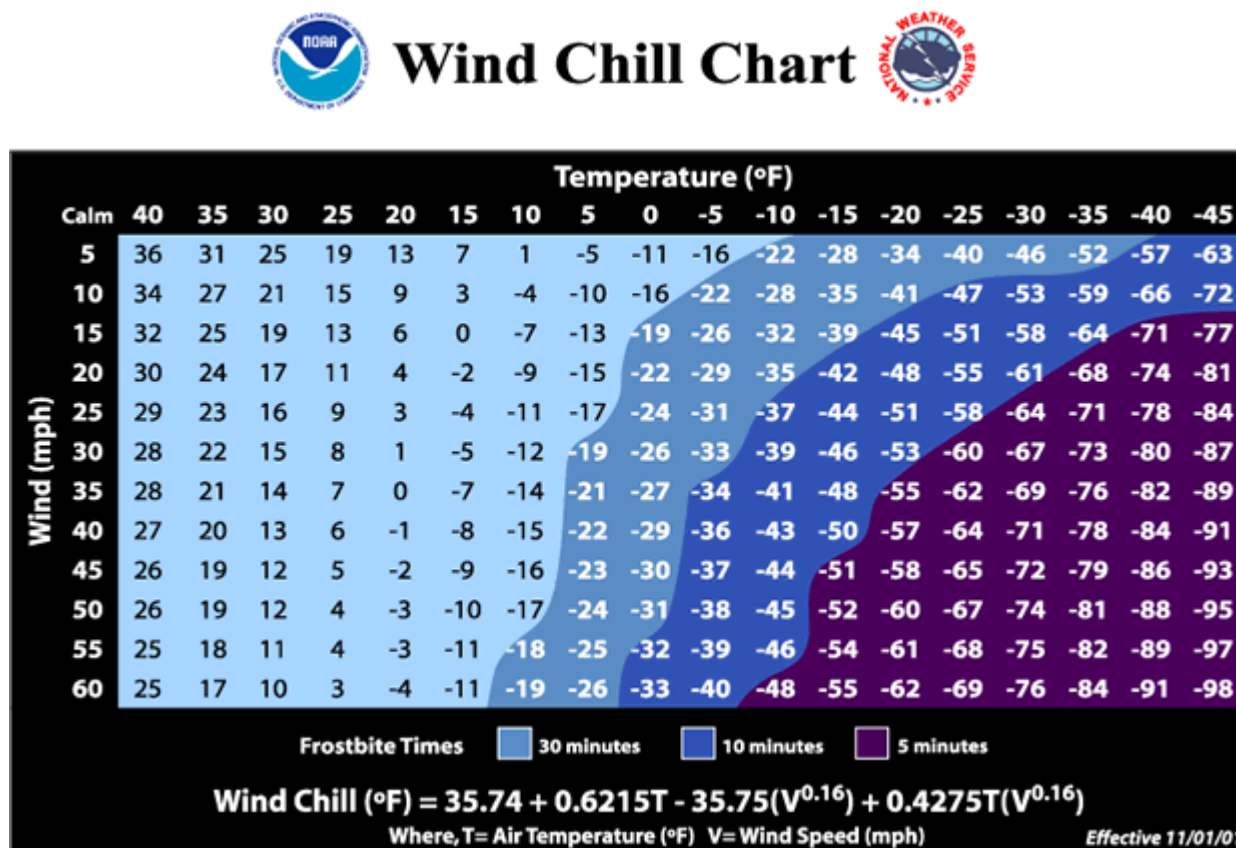 NOAA
NATIONAL OCEANIC AND ATMOSPHERIC ADMINISTRATION
U.S. DEPARTMENT OF COMMERCE
Wind Chill Chart
NATIONAL WEATHER SERVICE
Temperature (ºF)
Calm 40 35 30 25 20 15 10 5 0 -5 -10 -15 -20 -25 -30 -35 -40 -45
Wind (mph)
5 36 31 25 19 13 7 1 -5 -11 -16 -22 -28 -34 -40 -46 -52 -57 -63
10 34 27 21 15 9 3 -4 -10 -16 -22 -28 -35 -41 -47 -53 -59 -66 -72
15 32 25 19 13 6 0 -7 -13 -19 -26 -32 -39 -45 -51 -58 -64 -71 -77
20 30 24 17 11 4 -2 -9 -15 -22 -29 -35 -42 -48 -55 -61 -68 -74 -81
25 29 23 16 9 3 -4 -11 -17 -24 -31 -37 -44 -51 -58 -64 -71 -78 -84
30 28 22 15 8 1 -5 -12 -19 -26 -33 -39 -46 -53 -60 -67 -73 -80 -87
35 28 21 14 7 0 -7 -14 -21 -27 -34 -41 -48 -55 -62 -69 -76 -82 -89
40 27 20 13 6 -1 -8 -15 -22 -29 -36 -43 -50 -57 -64 -71 -78 -84 -91
45 26 19 12 5 -2 -9 -16 -23 -30 -37 -44 -51 -58 -65 -72 -79 -86 -93
50 26 19 12 4 -3 -10 -17 -24 -31 -38 -45 -52 -60 -67 -74 -81 -88 -95
55 25 18 11 4 -3 -11 -18 -25 -32 -39 -46 -54 -61 -68 -75 -82 -89 -97
60 25 17 10 3 -4 -11 -19 -26 -33 -40 -48 -55 -62 -69 -76 -84 -91 -98
Frostbite Times 30 minutes 10 minutes 5 minutes
Wind Chill (ºF) = 35.74 + 0.6215T - 35.75(V^0.16) + 0.4275T(V^0.16)
Where, T= Air Temperature (ºF) V= Wind Speed (mph)
Effective 11/01/01